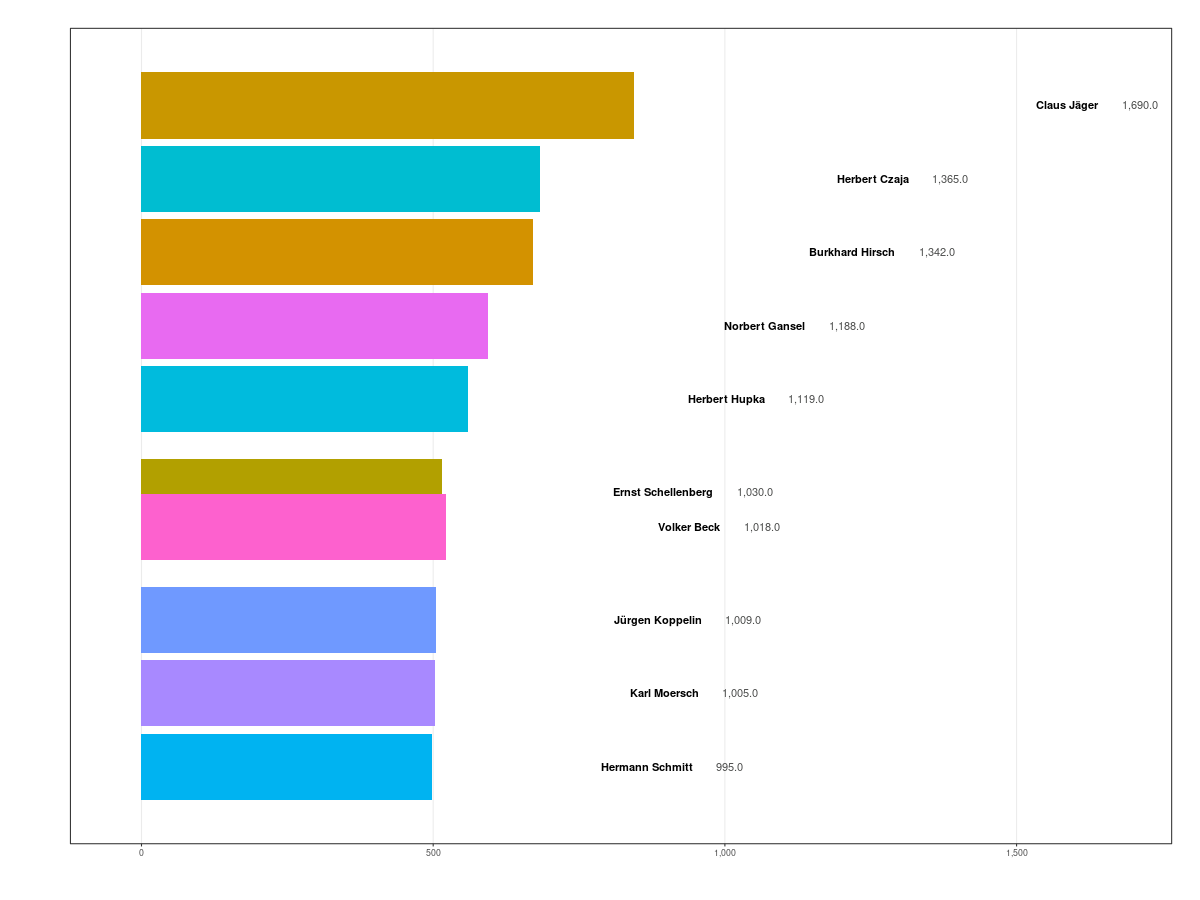 Claus Jäger 1,690.0
Herbert Czaja 1,365.0
Burkhard Hirsch 1,342.0
Norbert Gansel 1,188.0
Herbert Hupka 1,119.0
Ernst Schellenberg 1,030.0
Volker Beck 1,018.0
Jürgen Koppelin 1,009.0
Karl Moersch 1,005.0
Hermann Schmitt 995.0
0 500 1,000 1,500